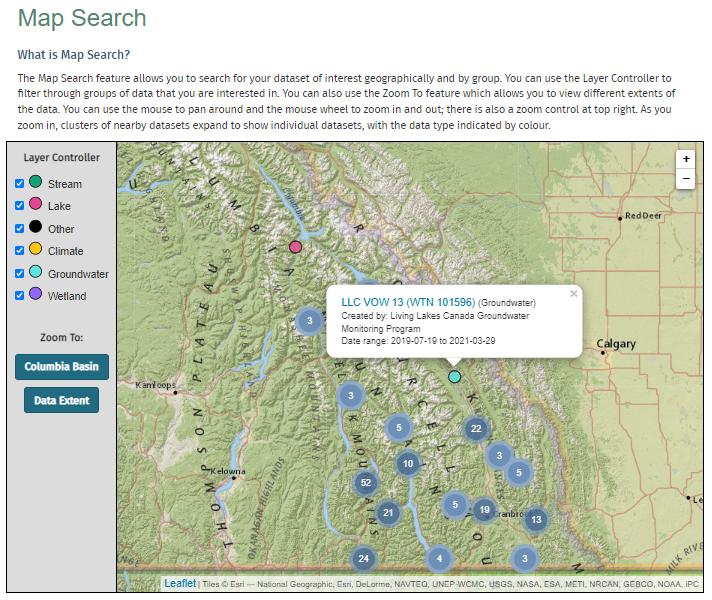 Map Search
What is Map Search?
The Map Search feature allows you to search for your dataset of interest geographically and by group. You can use the Layer Controller to
filter through groups of data that you are interested in. You can also use the Zoom To feature which allows you to view different extents of
the data. You can use the mouse to pan around and the mouse wheel to zoom in and out; there is also a zoom control at top right. As you
zoom in, clusters of nearby datasets expand to show individual datasets, with the data type indicated by colour.
Layer Controller
Stream
Lake
Other
Climate
Groundwater
Wetland
Zoom To:
Columbia Basin
Data Extent
+
−
Red Deer
LLC VOW 13 (WTN 101596) (Groundwater)
×
Created by: Living Lakes Canada Groundwater
Monitoring Program
Date range: 2019-07-19 to 2021-03-29
3
Calgary
Kamloops
3
5
22
10
3
5
Kelowna
52
5
19
21
13
24
4
3
THOMPSON PLATEAU
OKANAGAN HIGHLANDS
MILK RIVER
Leaflet | Tiles © Esri — National Geographic, Esri, DeLorme, NAVTEQ, UNEP-WCMC, USGS, NASA, ESA, METI, NRCAN, GEBCO, NOAA, iPC